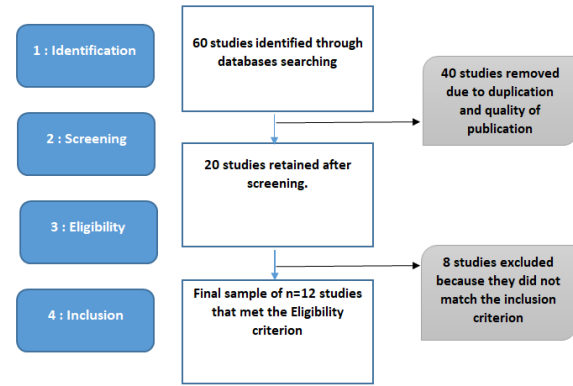 1 : Identification
60 studies identified through
databases searching
40 studies removed
due to duplication
and quality of
publication
2 : Screening
20 studies retained after
screening.
3 : Eligibility
8 studies excluded
because they did not
match the inclusion
criterion
4 : Inclusion
Final sample of n=12 studies
that met the Eligibility
criterion